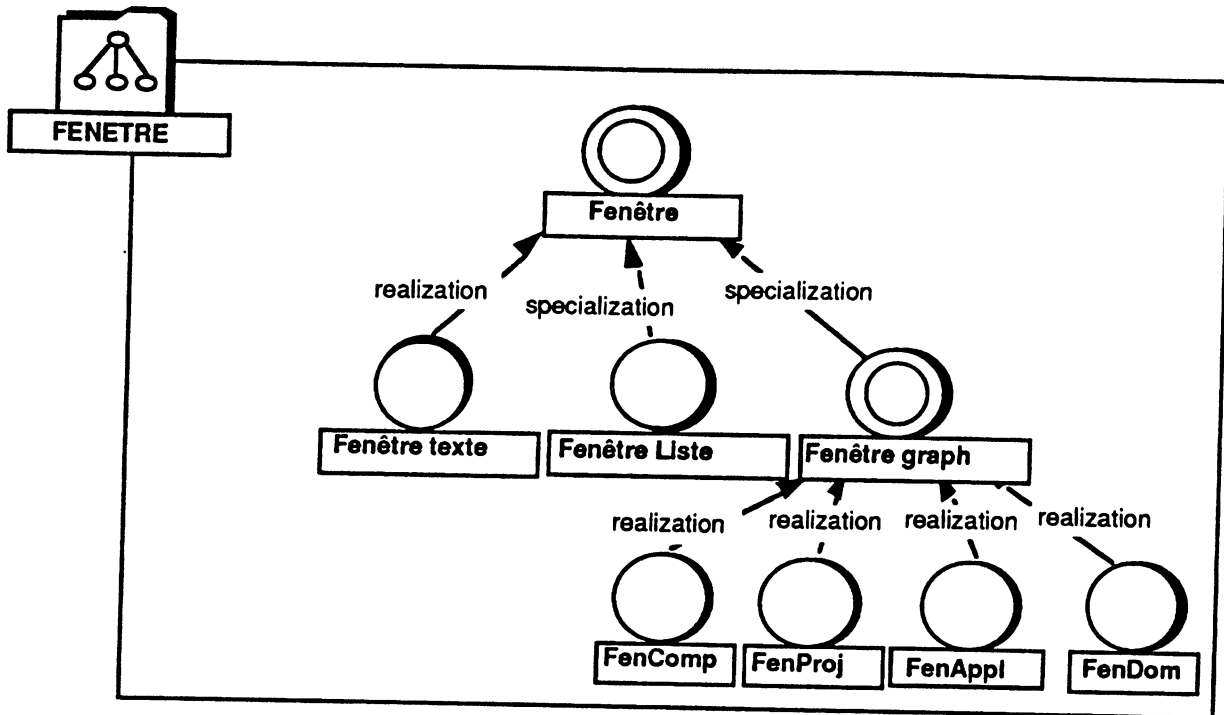 FENETRE
Fenêtre
realization
specialization
specialization
Fenêtre texte
Fenêtre Liste
Fenêtre graph
realization
realization
realization
realization
FenComp
FenProj
FenAppl
FenDom